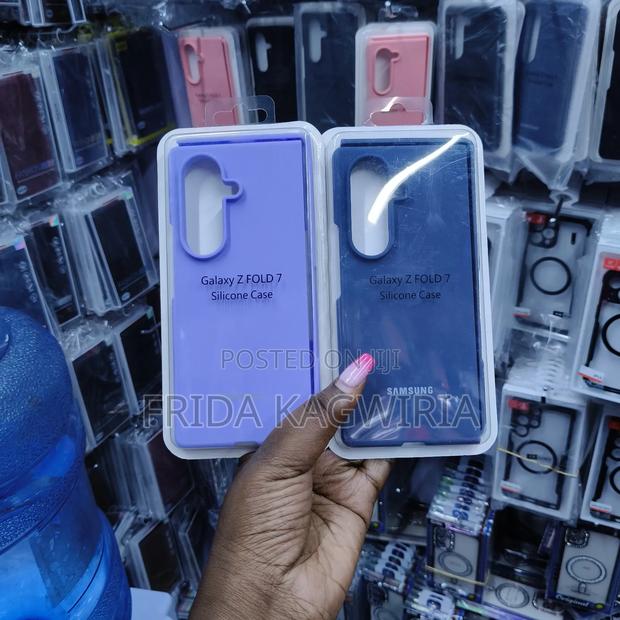 Galaxy Z FOLD 7
Silicone Case
Galaxy Z FOLD 7
Silicone Case
SAMSUNG
POSTED ON JIJI
FRIDA KAGWIRIA